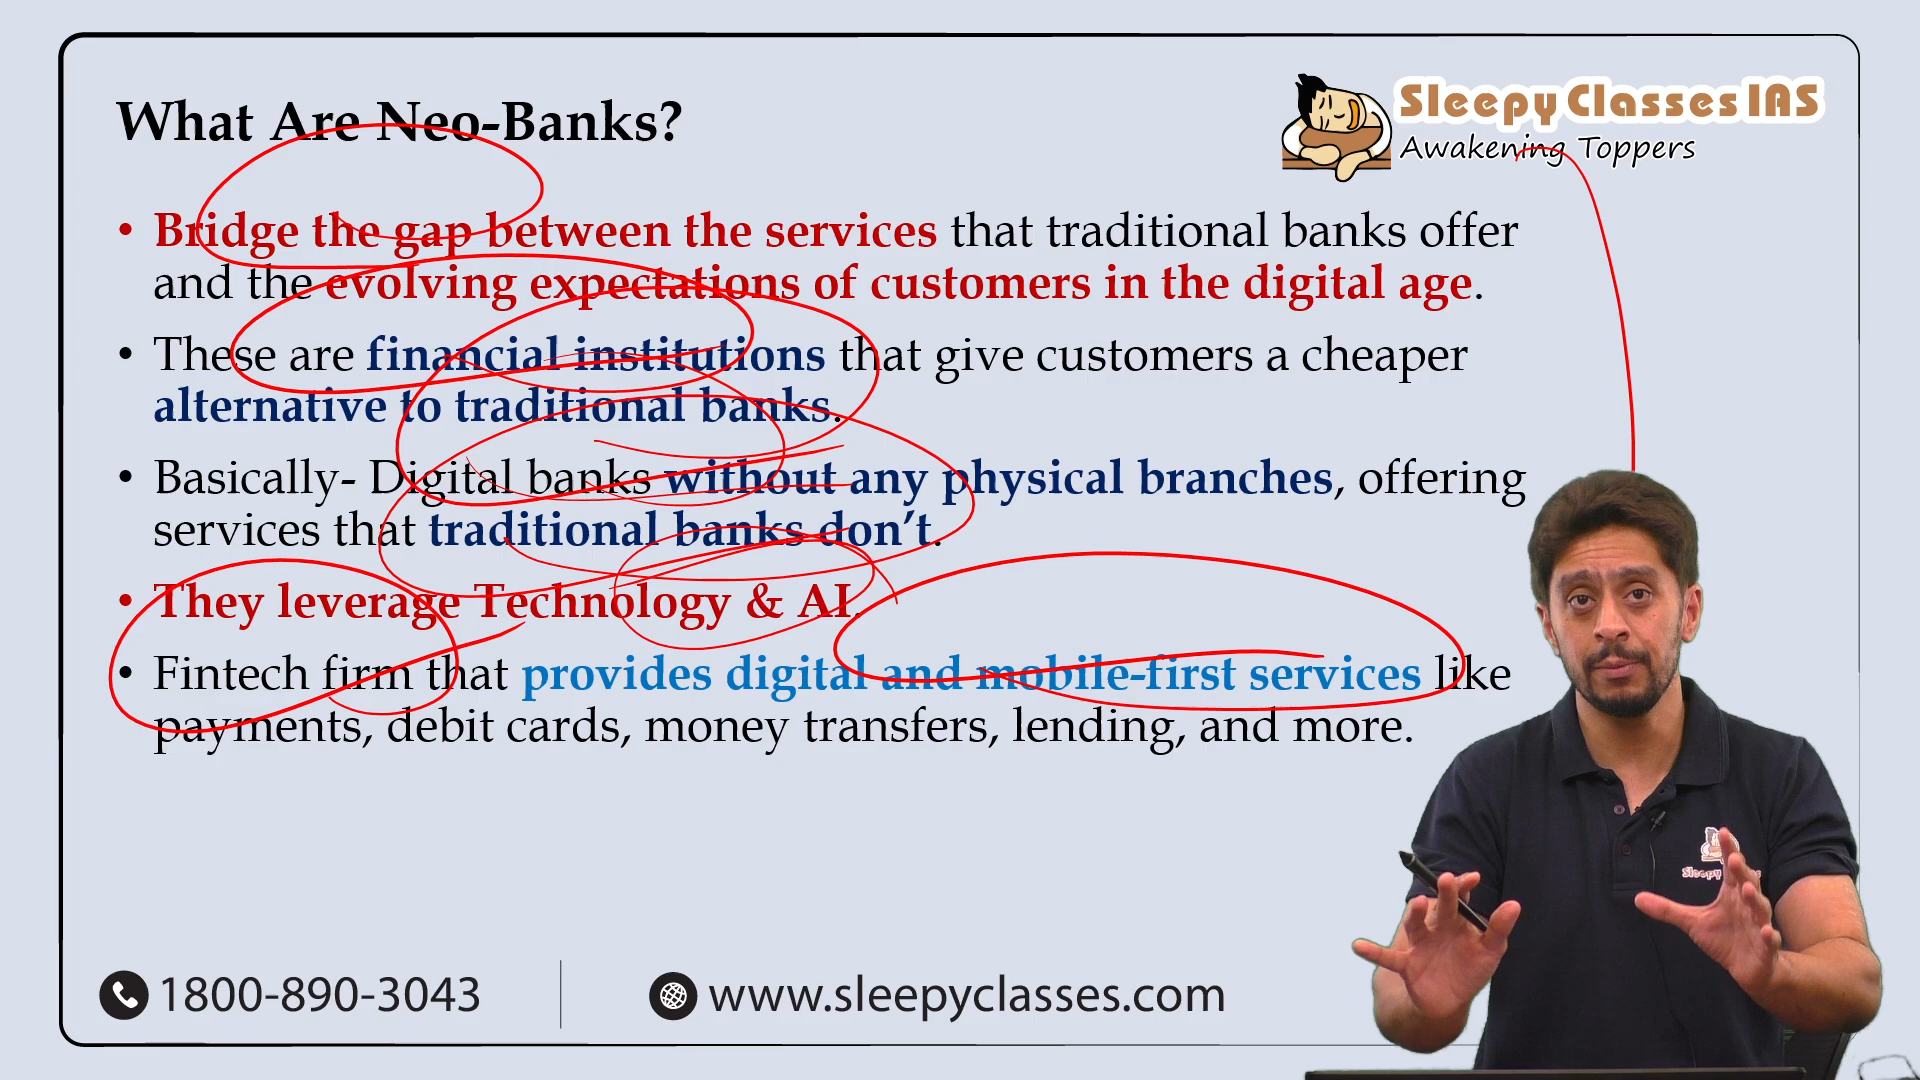 What Are Neo-Banks?
Sleepy Classes IAS
Awakening Toppers
• Bridge the gap between the services that traditional banks offer
and the evolving expectations of customers in the digital age.
• These are financial institutions that give customers a cheaper
alternative to traditional banks.
• Basically- Digital banks without any physical branches, offering
services that traditional banks don’t.
• They leverage Technology & AI.
• Fintech firm that provides digital and mobile-first services like
payments, debit cards, money transfers, lending, and more.
1800-890-3043
www.sleepyclasses.com